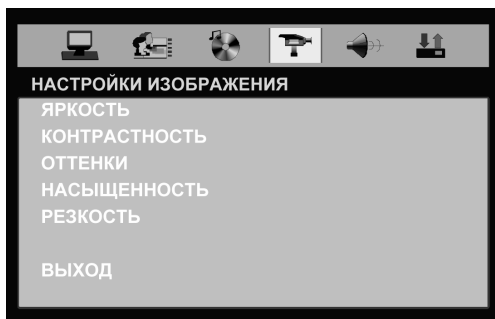 НАСТРОЙКИ ИЗОБРАЖЕНИЯ
ЯРКОСТЬ
КОНТРАСТНОСТЬ
ОТТЕНКИ
НАСЫЩЕННОСТЬ
РЕЗКОСТЬ
ВЫХОД